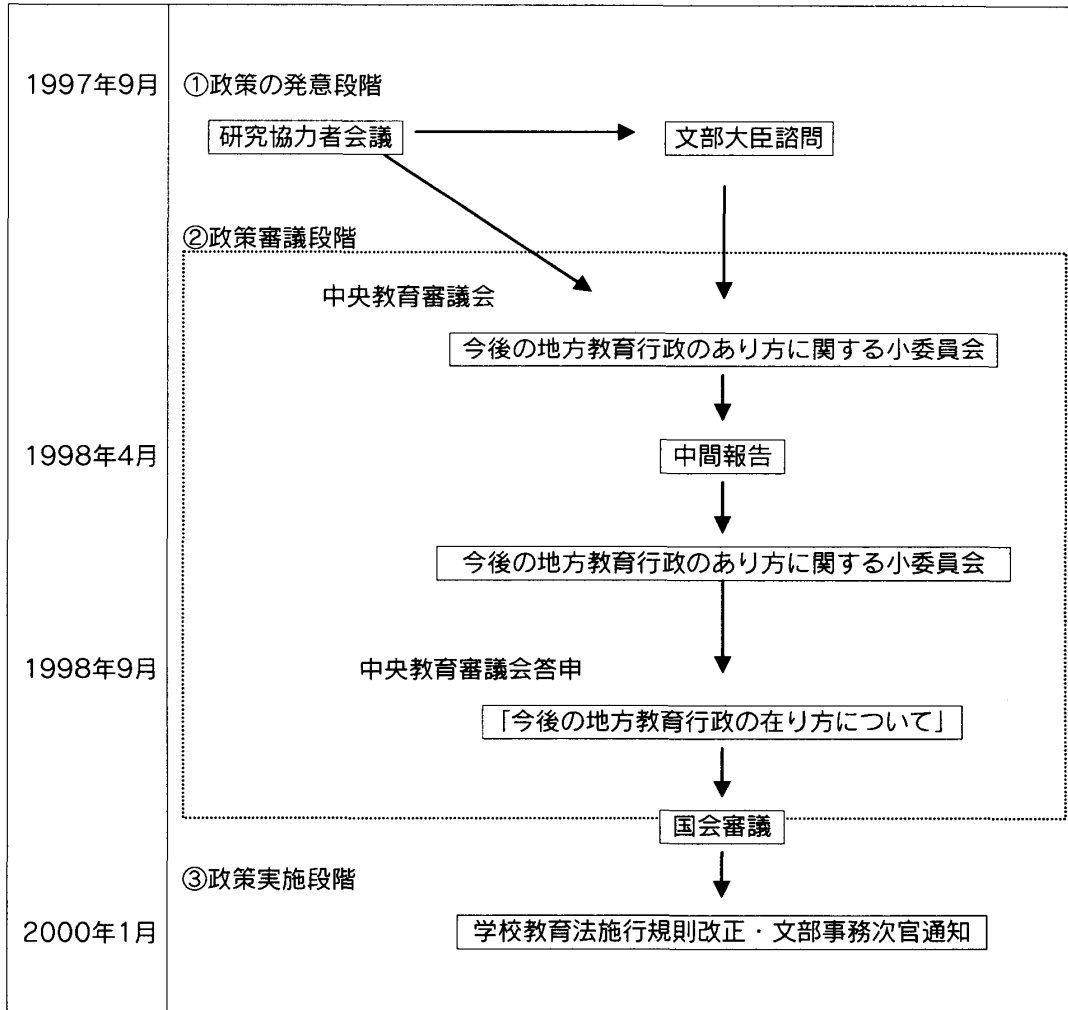 1997年9月 ①政策の発意段階
研究協力者会議 文部大臣諮問
②政策審議段階
中央教育審議会
今後の地方教育行政のあり方に関する小委員会
1998年4月 中間報告
今後の地方教育行政のあり方に関する小委員会
1998年9月 中央教育審議会答申
「今後の地方教育行政の在り方について」
国会審議
③政策実施段階
2000年1月 学校教育法施行規則改正・文部事務次官通知